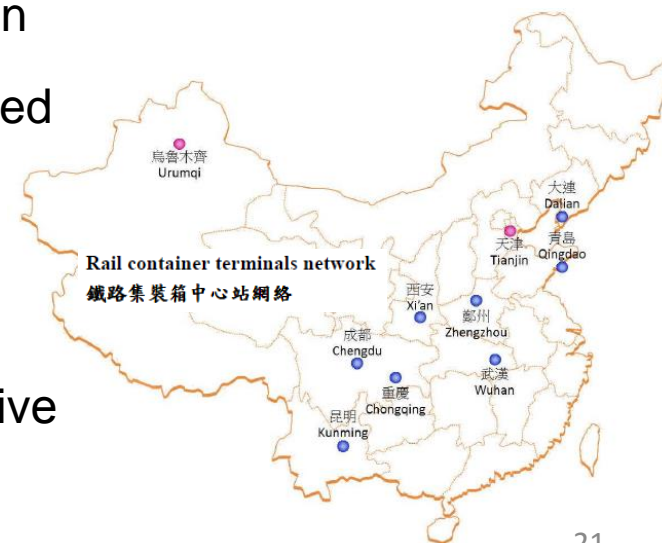 n
ed
ive
烏魯木齊
Urumqi
大連
Dalian
天津
Tianjin
青島
Qingdao
Rail container terminals network
鐵路集裝箱中心站網絡
西安
Xi'an
鄭州
Zhengzhou
成都
Chengdu
重慶
Chongqing
武漢
Wuhan
昆明
Kunming
21